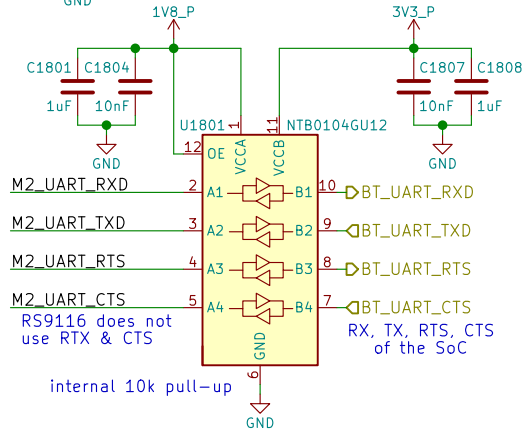 GND
1V8_P
3V3_P
C1801 C1804
C1807 C1808
1uF 10nF
10nF 1uF
GND
GND
U1801
NTB0104GU12
1
11
VCCA
VCCB
12 OE
M2_UART_RXD 2 A1 B1 10 BT_UART_RXD
M2_UART_TXD 3 A2 B2 9 BT_UART_TXD
M2_UART_RTS 4 A3 B3 8 BT_UART_RTS
M2_UART_CTS 5 A4 B4 7 BT_UART_CTS
RS9116 does not
use RTX & CTS
RX, TX, RTS, CTS
of the SoC
GND
6
internal 10k pull-up
GND